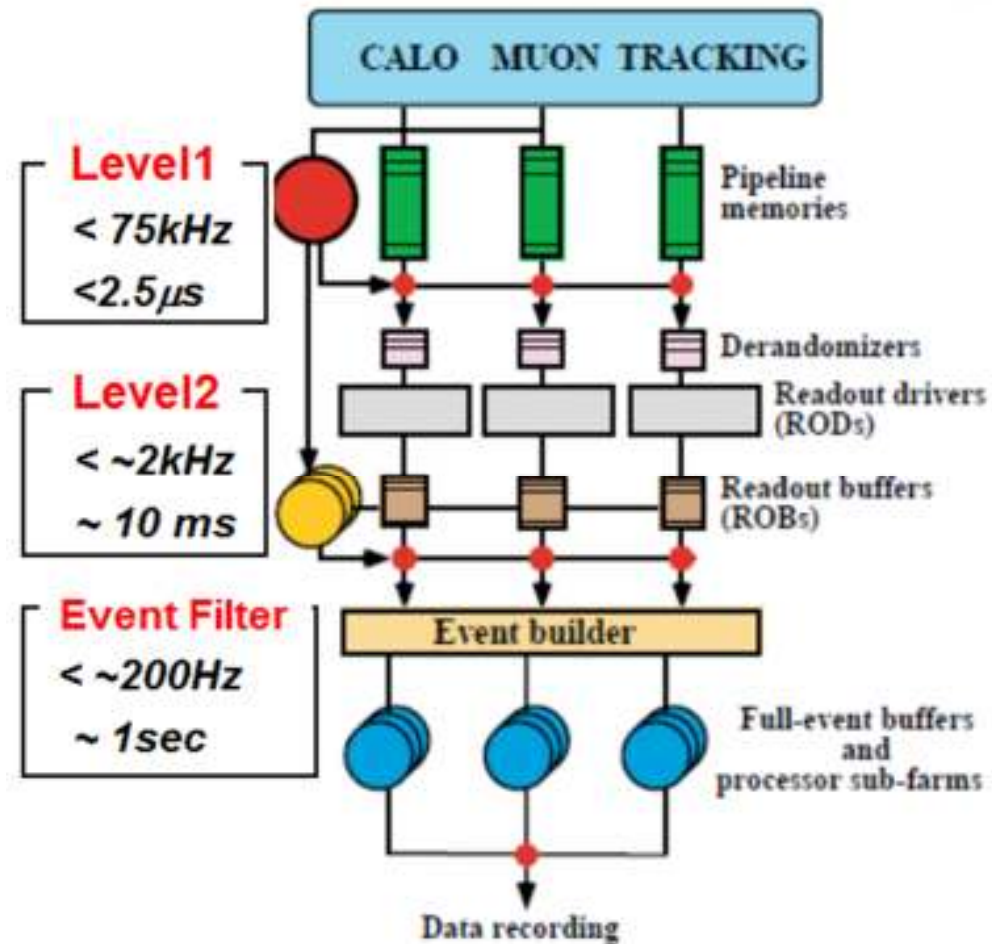 CALO MUON TRACKING
Level1
< 75kHz
<2.5μs
Pipeline
memories
Derandomizers
Readout drivers
(RODs)
Level2
< ~2kHz
~ 10 ms
Readout buffers
(ROBs)
Event Filter
< ~200Hz
~ 1sec
Event builder
Full-event buffers
and
processor sub-farms
Data recording